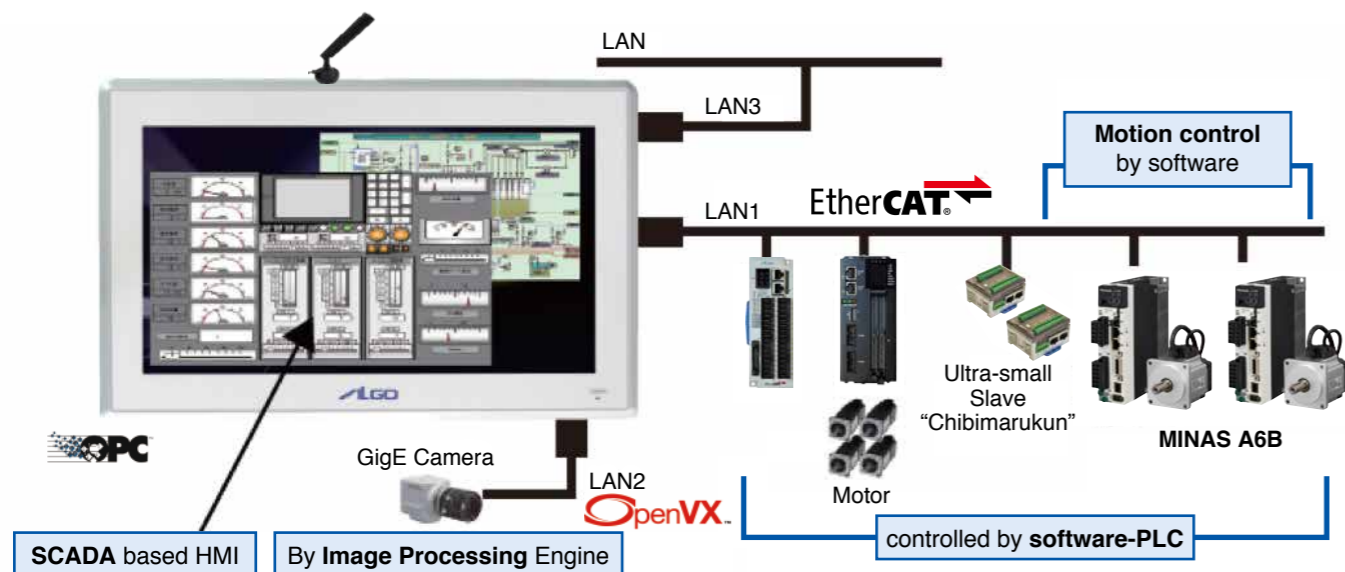 LAN
LAN3
LAN1
EtherCAT®
Motion control
by software
ALGO
OPC
GigE Camera
LAN2
OpenVX™
Ultra-small
Slave
“Chibimarukun”
MINAS A6B
Motor
SCADA based HMI
By Image Processing Engine
controlled by software-PLC